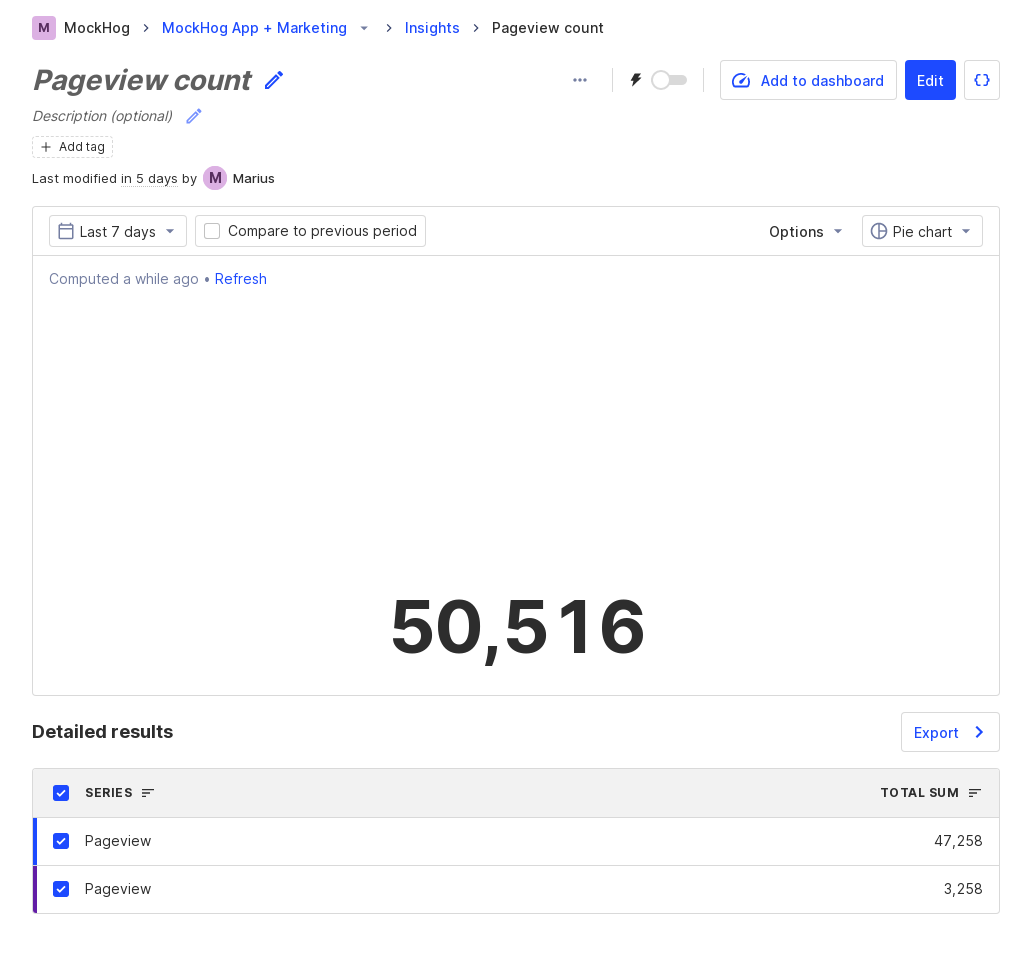 M MockHog MockHog App + Marketing Insights Pageview count
Pageview count
Add to dashboard Edit {}
Description (optional)
+ Add tag
Last modified in 5 days by M Marius
Last 7 days Compare to previous period Options Pie chart
Computed a while ago • Refresh
50,516
Detailed results Export
SERIES TOTAL SUM
Pageview 47,258
Pageview 3,258